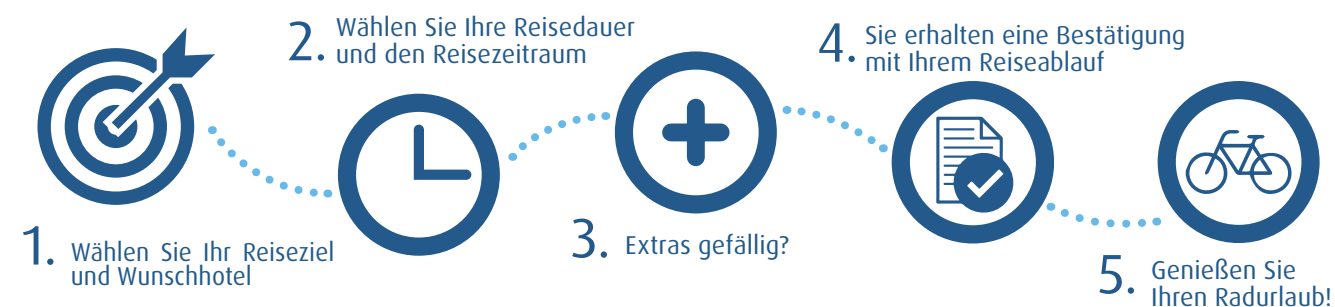 1. Wählen Sie Ihr Reiseziel
und Wunschhotel
2. Wählen Sie Ihre Reisedauer
und den Reisezeitraum
3. Extras gefällig?
4. Sie erhalten eine Bestätigung
mit Ihrem Reiseablauf
5. Genießen Sie
Ihren Radurlaub!